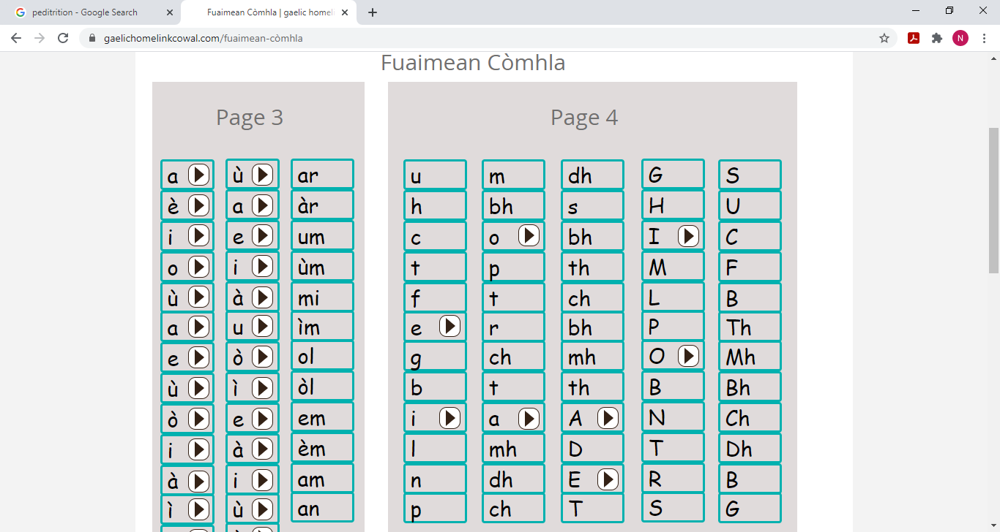 peditrition - Google Search
Fuaimean Còmhla | gaelic homeli
gaelichomelinkcowal.com/fuaimean-còmhla
N
Fuaimean Còmhla
Page 3
a ù ar
è a àr
i e um
o i ùm
ù à mi
a u ìm
e ò ol
ù ì òl
ò e em
i à èm
à i am
ì ù an
Page 4
u m dh G S
h bh s H U
c o bh I C
t p th M F
f t ch L B
e r bh P Th
g ch mh O Mh
b t th B Bh
i a A N Ch
l mh D T Dh
n dh E R B
p ch T S G